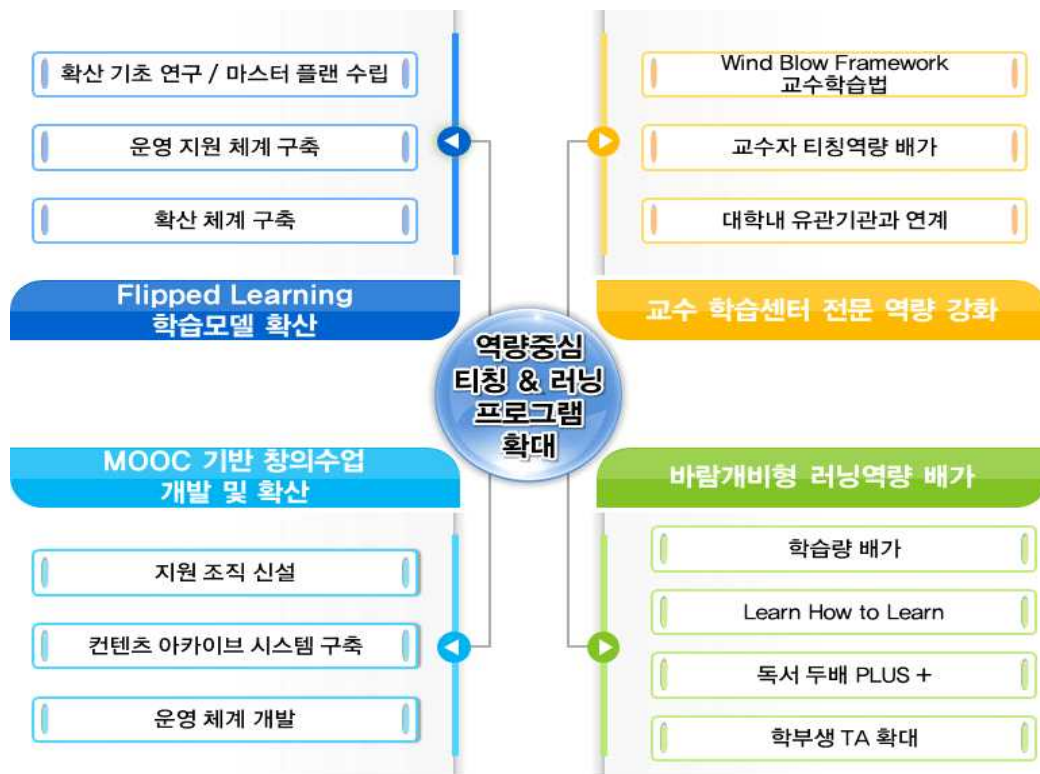 확산 기초 연구 / 마스터 플랜 수립
운영 지원 체계 구축
확산 체계 구축
Flipped Learning
학습모델 확산
Wind Blow Framework
교수학습법
교수자 티칭역량 배가
대학내 유관기관과 연계
교수 학습센터 전문 역량 강화
역량중심
티칭 & 러닝
프로그램
확대
MOOC 기반 창의수업
개발 및 확산
지원 조직 신설
컨텐츠 아카이브 시스템 구축
운영 체계 개발
바람개비형 러닝역량 배가
학습량 배가
Learn How to Learn
독서 두배 PLUS +
학부생 TA 확대